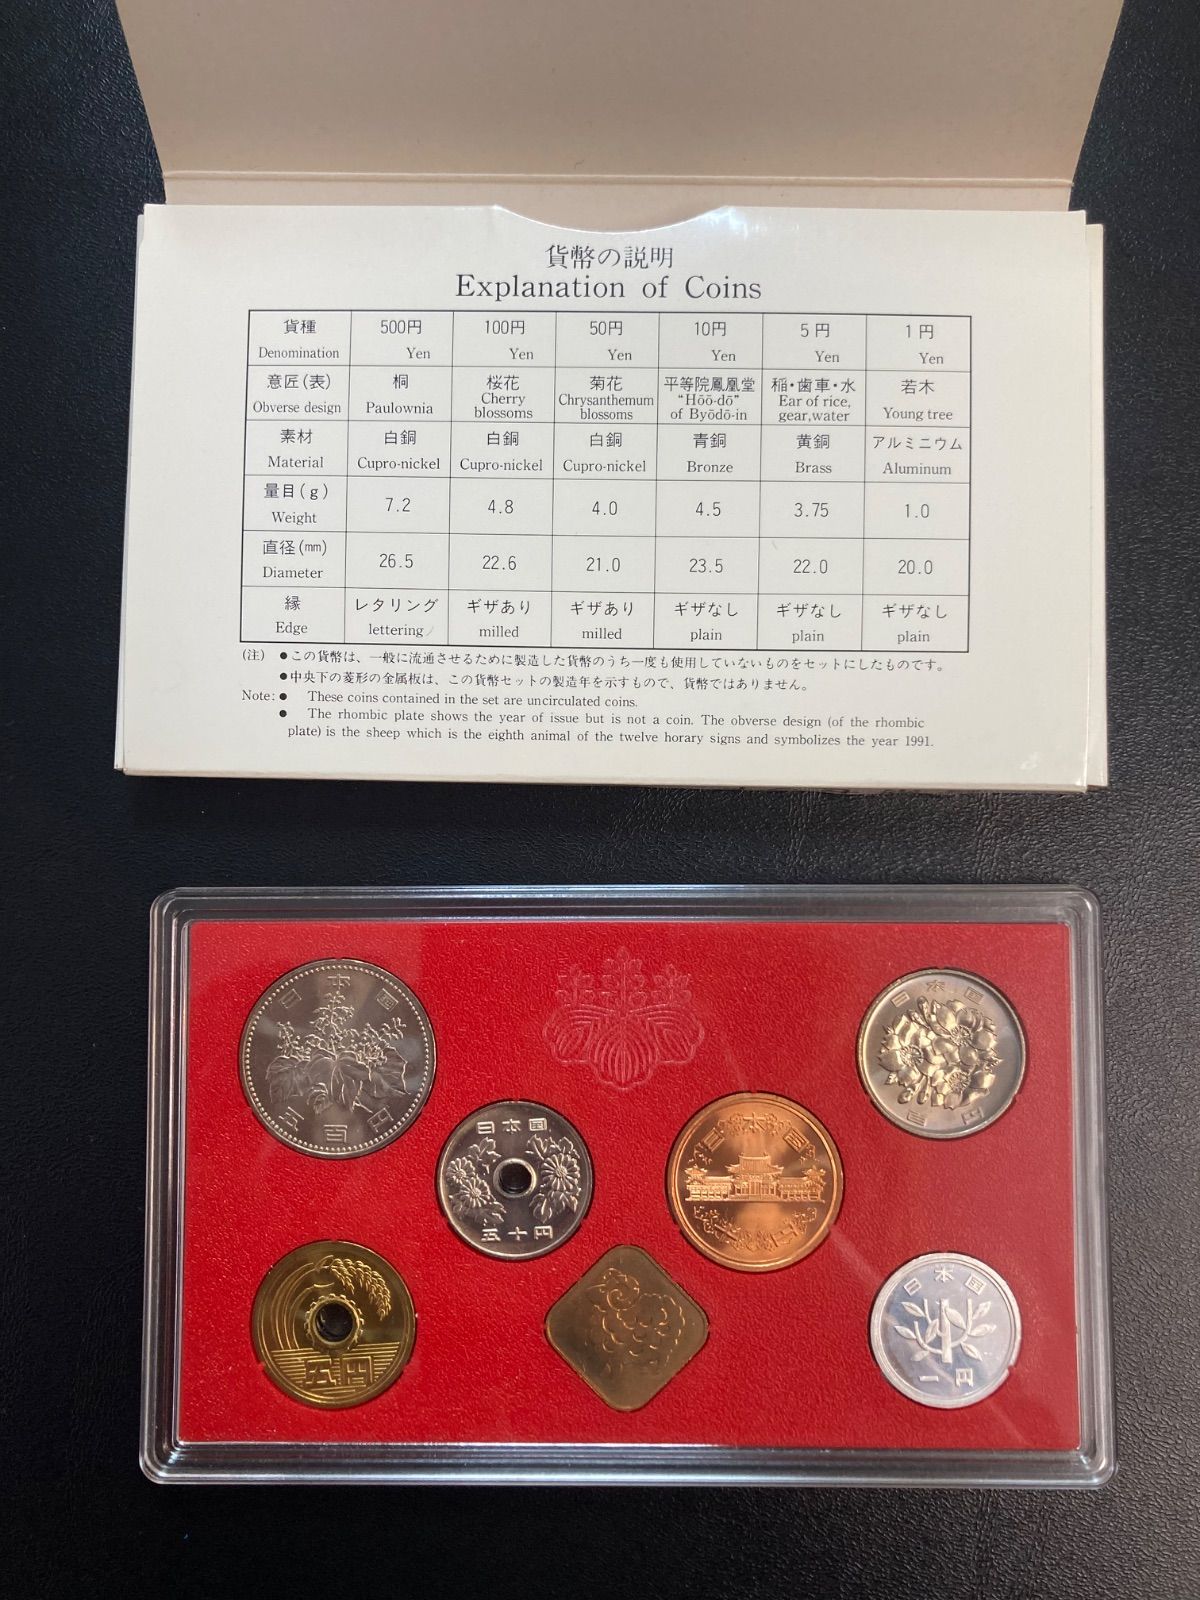 貨幣の説明
Explanation of Coins
貨種 500円 100円 50円 10円 5円 1円
Denomination Yen Yen Yen Yen Yen Yen
意匠(表) 桐 桜花 菊花 平等院鳳凰堂 稲・歯車・水 若木
Obverse design Paulownia Cherry blossoms Chrysanthemum blossoms "Hōō-dō" of Byōdō-in Ear of rice, gear,water Young tree
素材 白銅 白銅 白銅 青銅 黄銅 アルミニウム
Material Cupro-nickel Cupro-nickel Cupro-nickel Bronze Brass Aluminum
量目(g) 7.2 4.8 4.0 4.5 3.75 1.0
Weight
直径(㎜) 26.5 22.6 21.0 23.5 22.0 20.0
Diameter
縁 レタリング ギザあり ギザあり ギザなし ギザなし ギザなし
Edge lettering milled milled plain plain plain
(注) ●この貨幣は、一般に流通させるために製造した貨幣のうち一度も使用していないものをセットにしたものです。
●中央下の菱形の金属板は、この貨幣セットの製造年を示すもので、貨幣ではありません。
Note: ● These coins contained in the set are uncirculated coins.
● The rhombic plate shows the year of issue but is not a coin. The obverse design (of the rhombic
plate) is the sheep which is the eighth animal of the twelve horary signs and symbolizes the year 1991.
日本国
五百円
日本国
百円
日本国
五十円
日本国
五円
日本国
1円